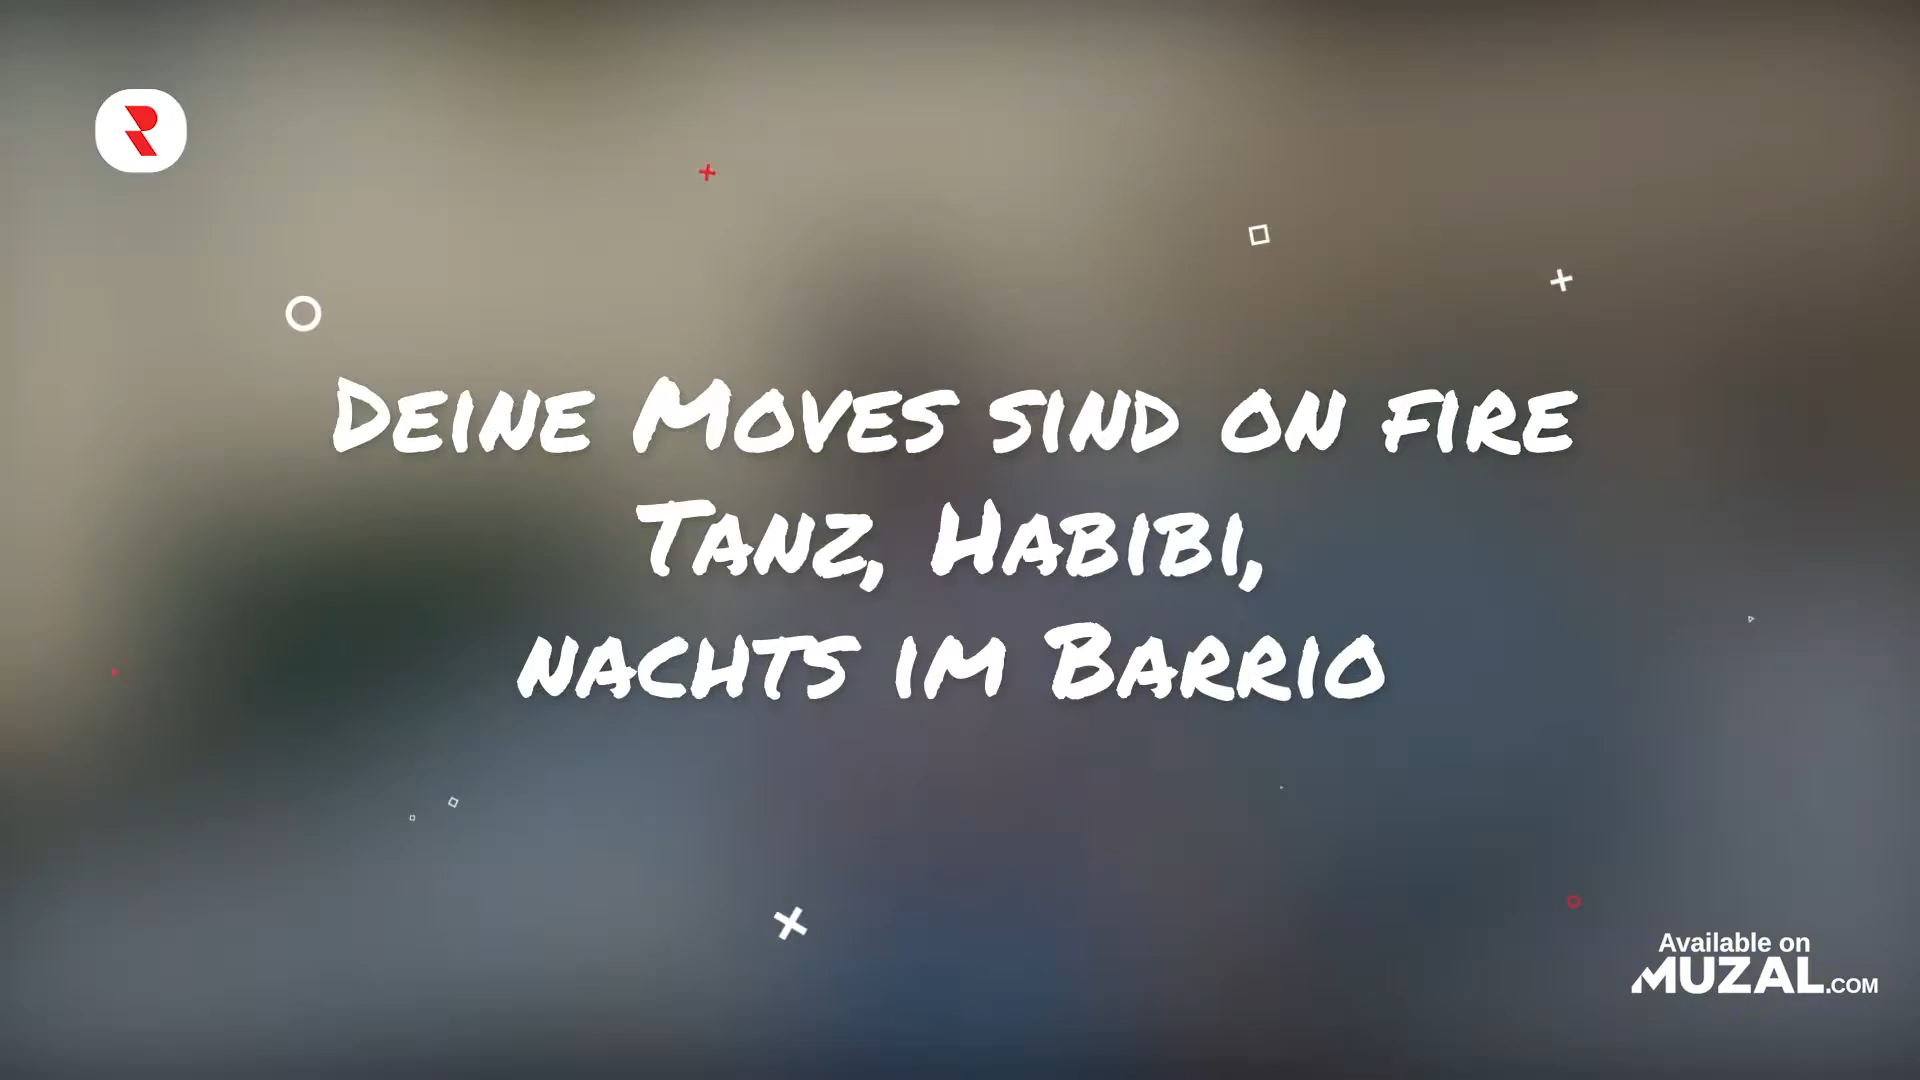 Deine Moves sind on fire
Tanz, Habibi,
nachts im Barrio
Available on
MUZAL.COM